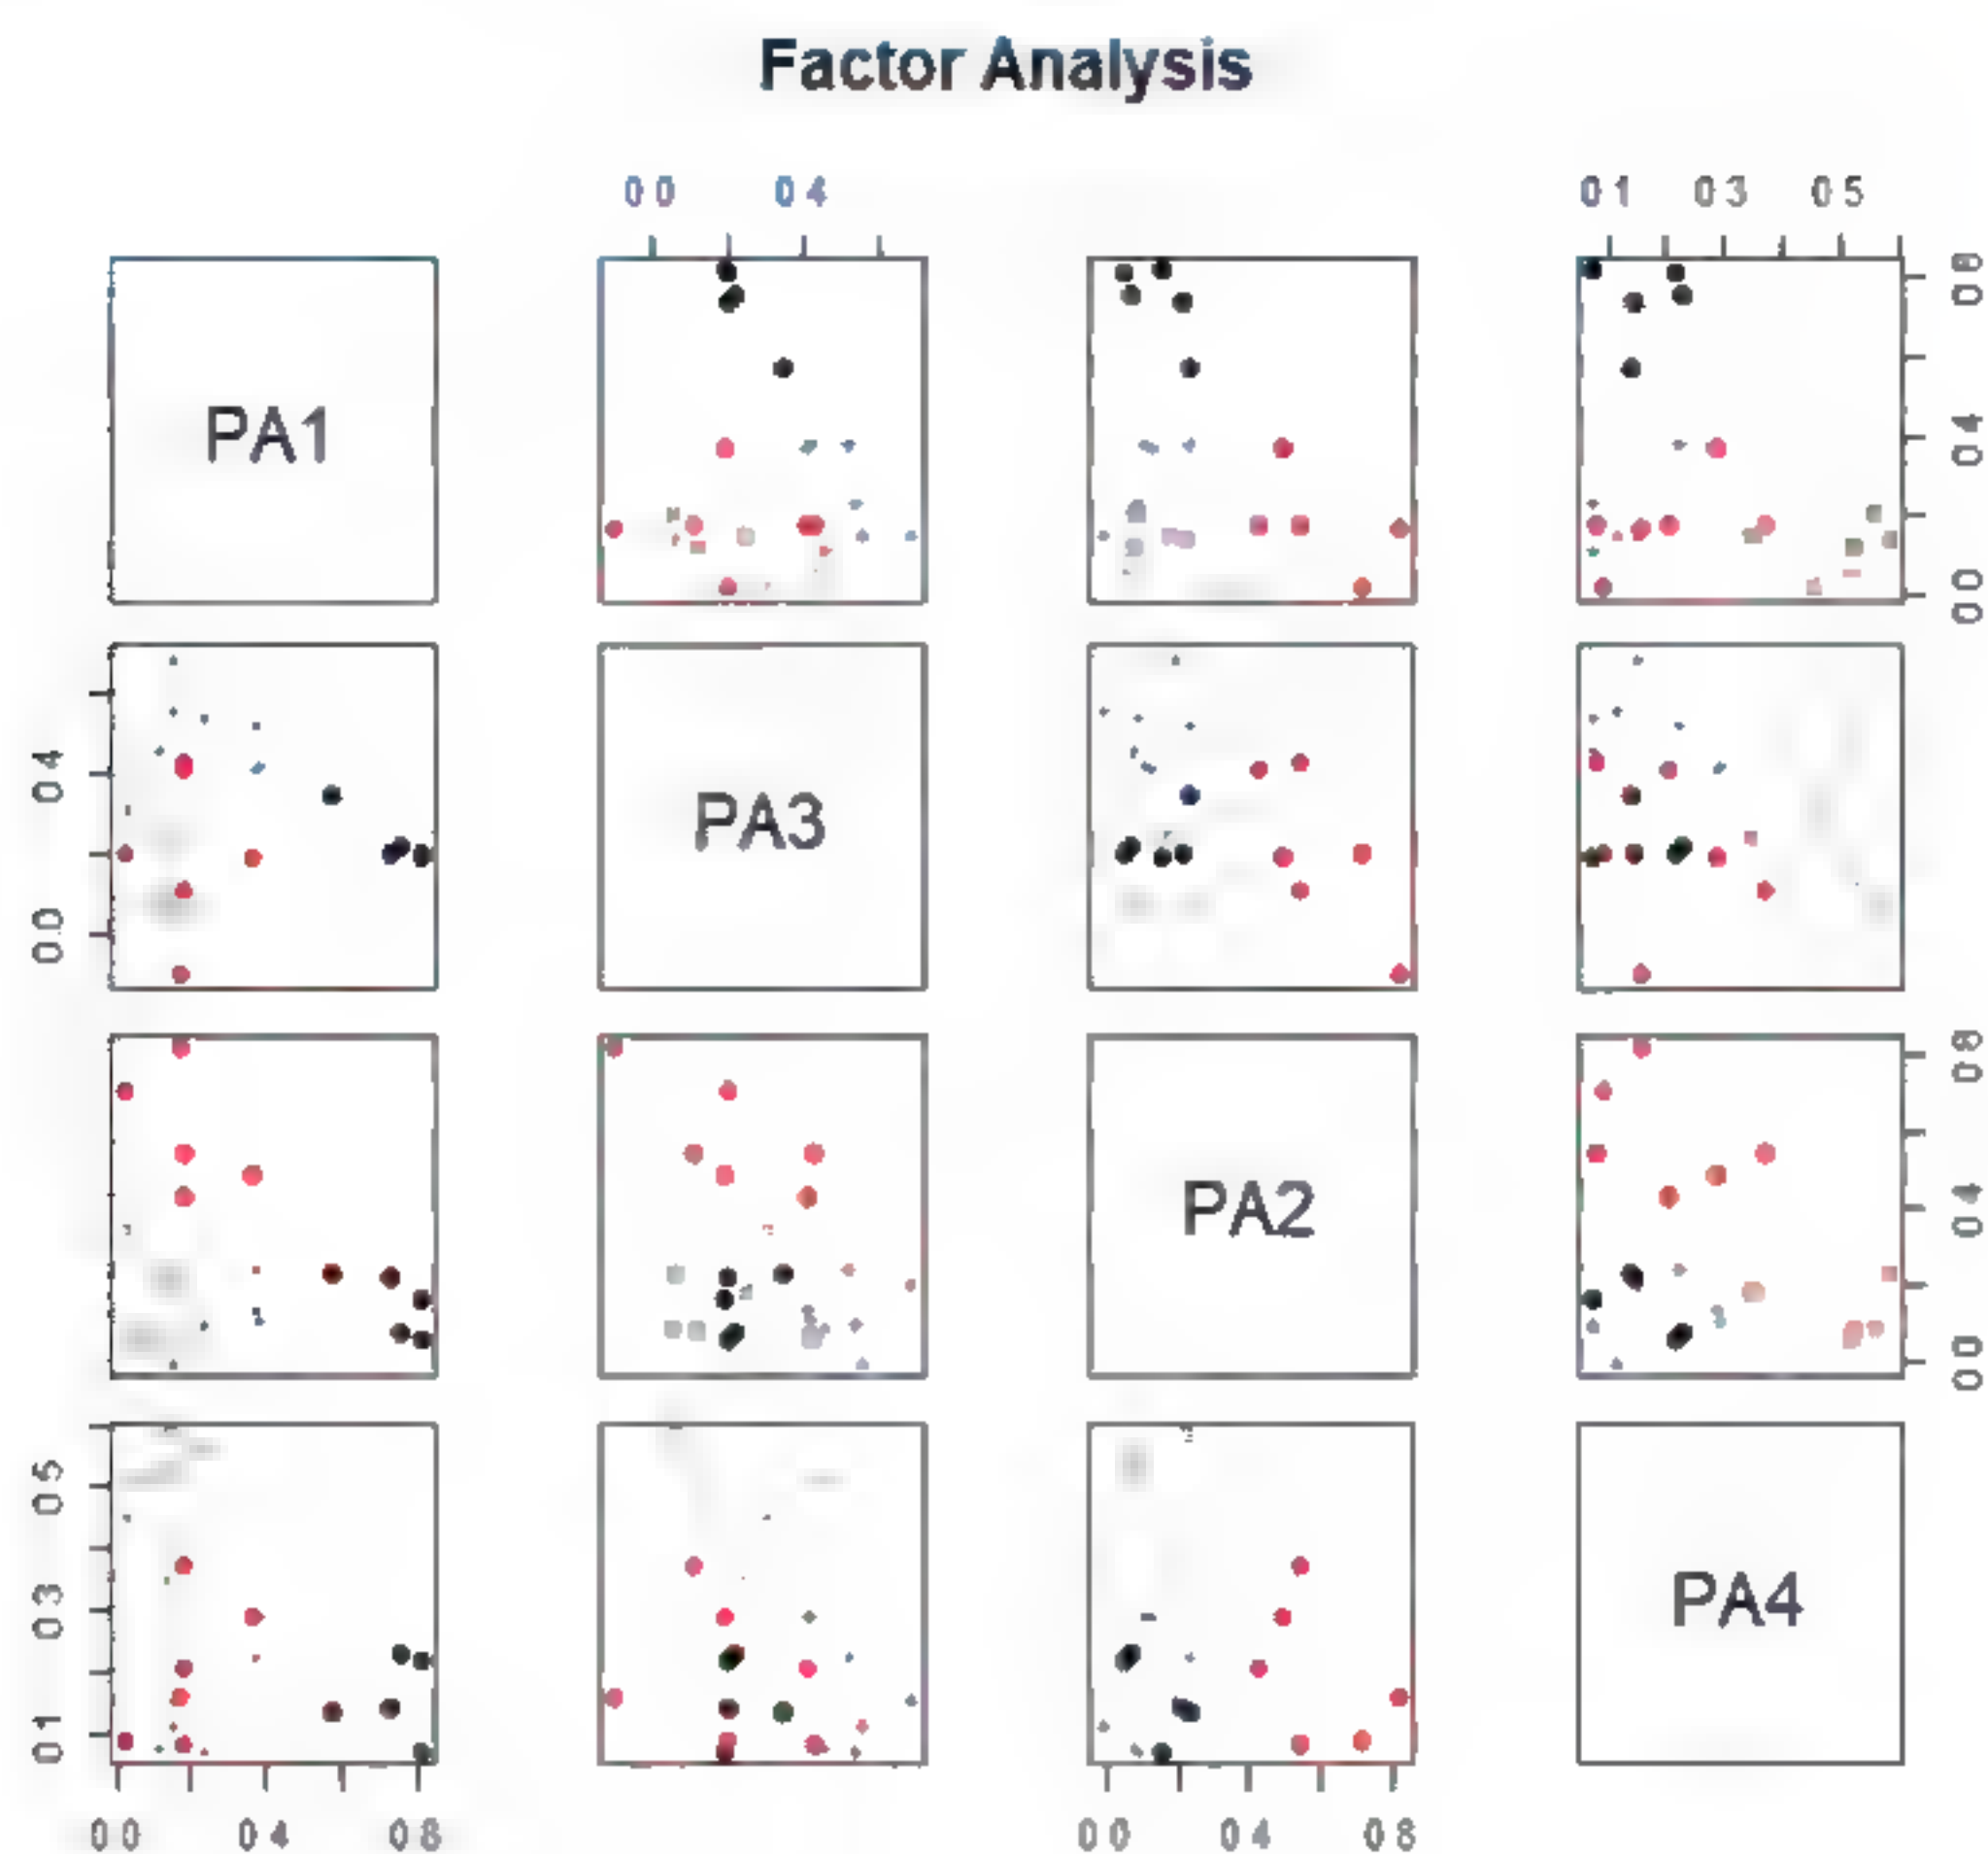 Factor Analysis
0 0 0 4 0 1 0 3 0 5
PA1
0 0 0 4 0 8
PA3
0 0 0 4
PA2
0 0 0 4 0 8
PA4
0 1 0 3 0 5
0 0 0 4 0 8 0 0 0 4 0 8